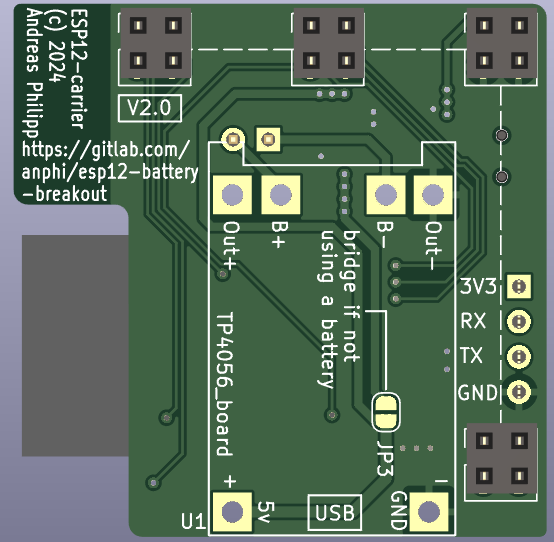 ESP12-carrier
(c) 2024
Andreas Philipp
https://gitlab.com/
anphi/esp12-battery
-breakout
V2.0
Out+
B+
B-
Out-
bridge if not
using a battery
TP4056_board
3V3
RX
TX
GND
JP3
+
5v
USB
GND
-
U1